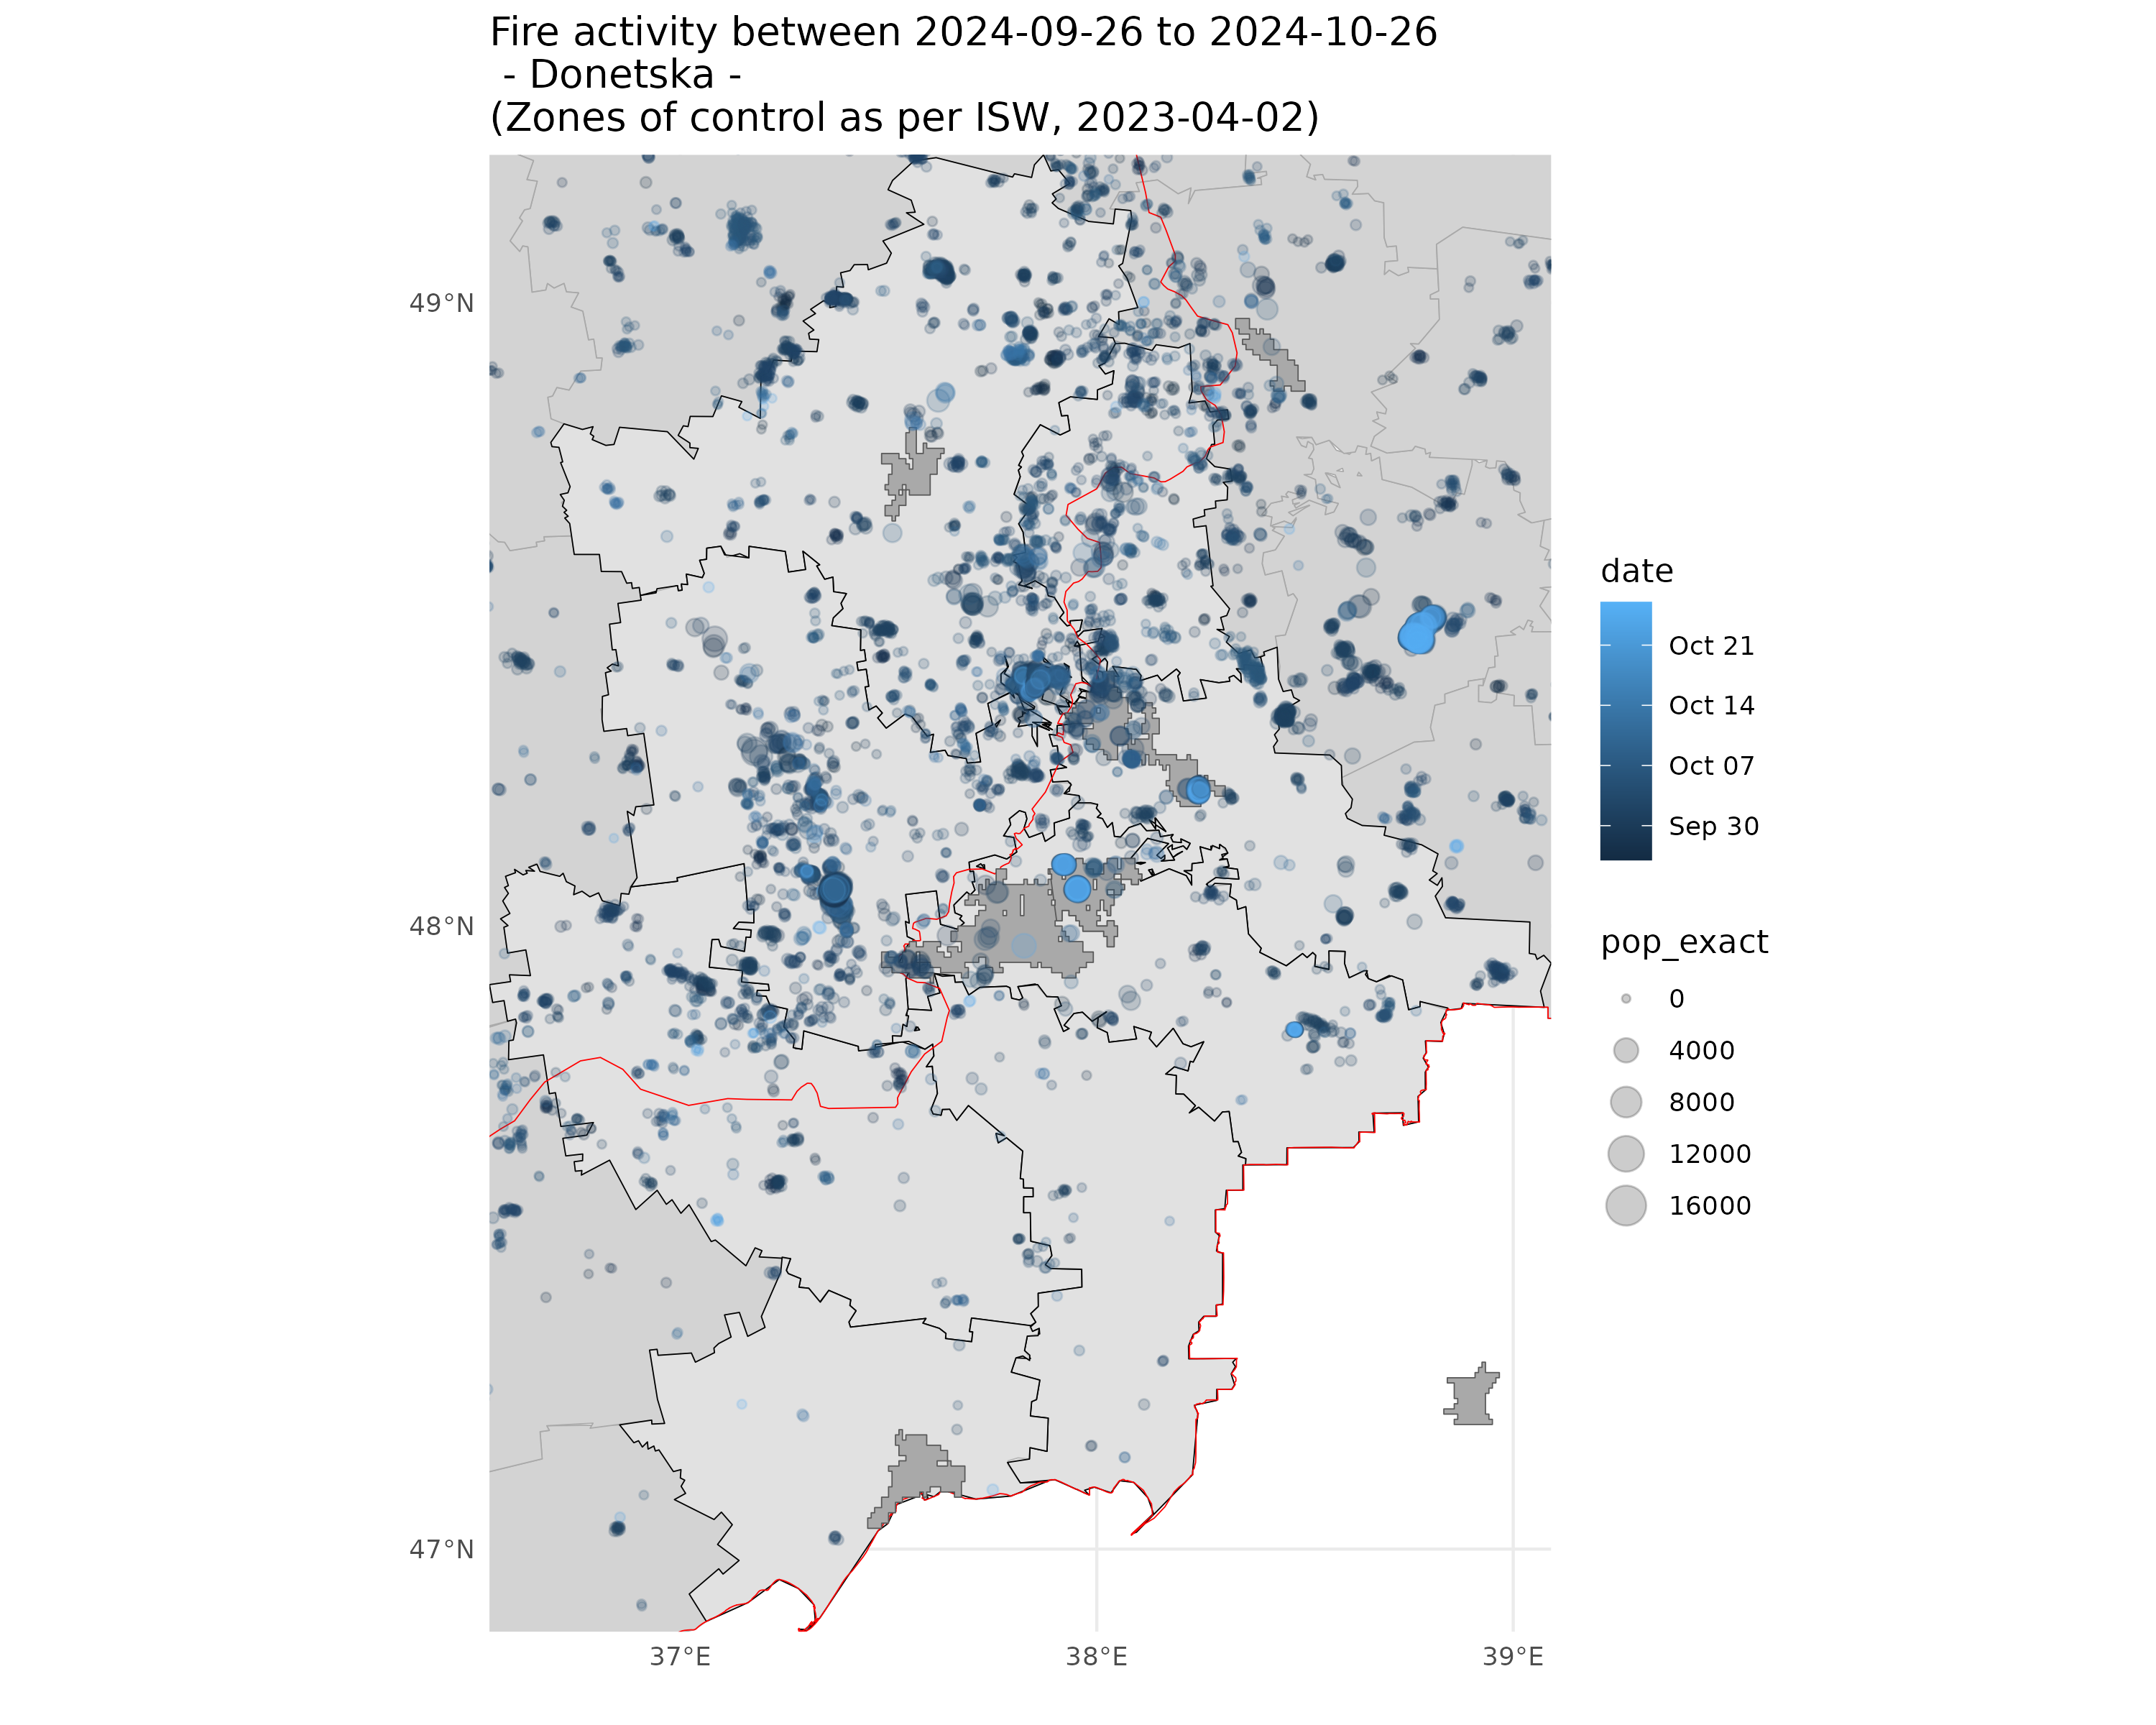 Fire activity between 2024-09-26 to 2024-10-26
- Donetska -
(Zones of control as per ISW, 2023-04-02)
49°N
48°N
47°N
37°E
38°E
39°E
date
Oct 21
Oct 14
Oct 07
Sep 30
pop_exact
0
4000
8000
12000
16000